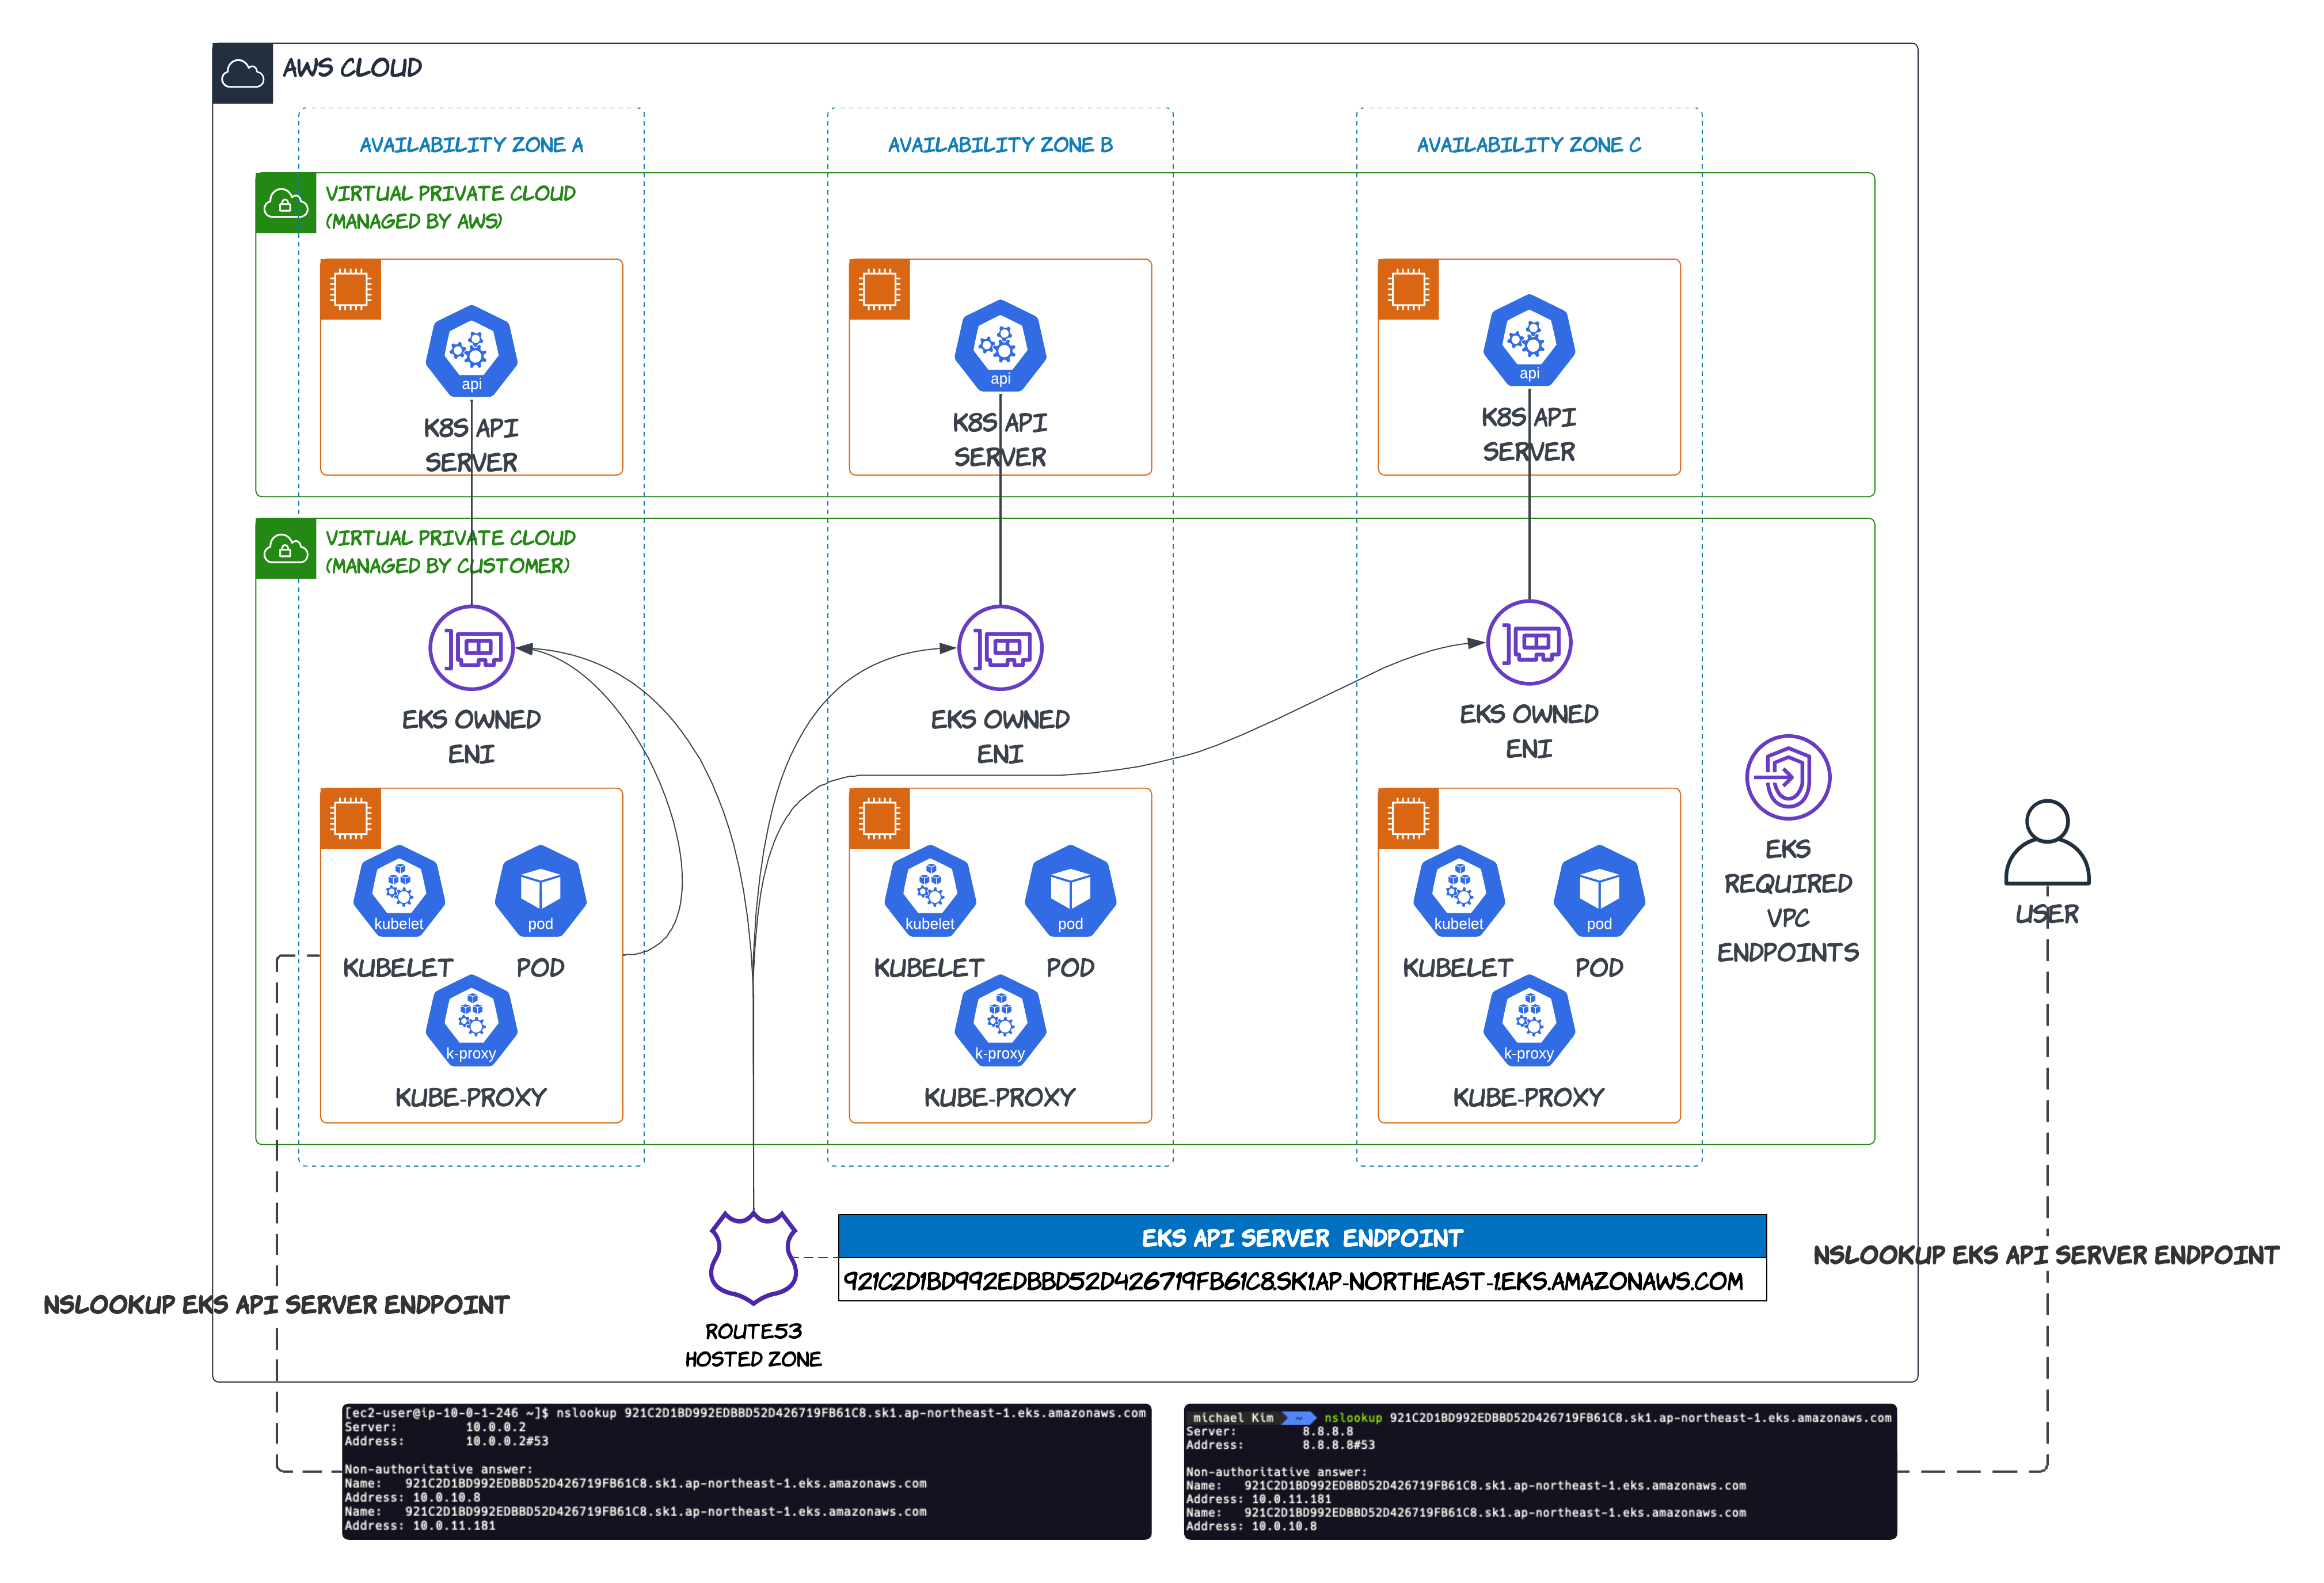 AWS CLOUD
AVAILABILITY ZONE A
AVAILABILITY ZONE B
AVAILABILITY ZONE C
VIRTUAL PRIVATE CLOUD
(MANAGED BY AWS)
api
K8S API
SERVER
api
K8S API
SERVER
api
K8S API
SERVER
VIRTUAL PRIVATE CLOUD
(MANAGED BY CUSTOMER)
EKS OWNED
ENI
EKS OWNED
ENI
EKS OWNED
ENI
kubelet
KUBELET
pod
POD
k-proxy
KUBE-PROXY
kubelet
KUBELET
pod
POD
k-proxy
KUBE-PROXY
kubelet
KUBELET
pod
POD
k-proxy
KUBE-PROXY
EKS
REQUIRED
VPC
ENDPOINTS
USER
NSLOOKUP EKS API SERVER ENDPOINT
NSLOOKUP EKS API SERVER ENDPOINT
ROUTE53
HOSTED ZONE
EKS API SERVER ENDPOINT
921C2D1BD992EDBBD52D426719FB61C8.SK1.AP-NORTHEAST-1.EKS.AMAZONAWS.COM
[ec2-user@ip-10-0-1-246 ~]$ nslookup 921C2D1BD992EDBBD52D426719FB61C8.sk1.ap-northeast-1.eks.amazonaws.com
Server: 10.0.0.2
Address: 10.0.0.2#53
Non-authoritative answer:
Name: 921C2D1BD992EDBBD52D426719FB61C8.sk1.ap-northeast-1.eks.amazonaws.com
Address: 10.0.10.8
Name: 921C2D1BD992EDBBD52D426719FB61C8.sk1.ap-northeast-1.eks.amazonaws.com
Address: 10.0.11.181
michael Kim ~ nslookup 921C2D1BD992EDBBD52D426719FB61C8.sk1.ap-northeast-1.eks.amazonaws.com
Server: 8.8.8.8
Address: 8.8.8.8#53
Non-authoritative answer:
Name: 921C2D1BD992EDBBD52D426719FB61C8.sk1.ap-northeast-1.eks.amazonaws.com
Address: 10.0.11.181
Name: 921C2D1BD992EDBBD52D426719FB61C8.sk1.ap-northeast-1.eks.amazonaws.com
Address: 10.0.10.8